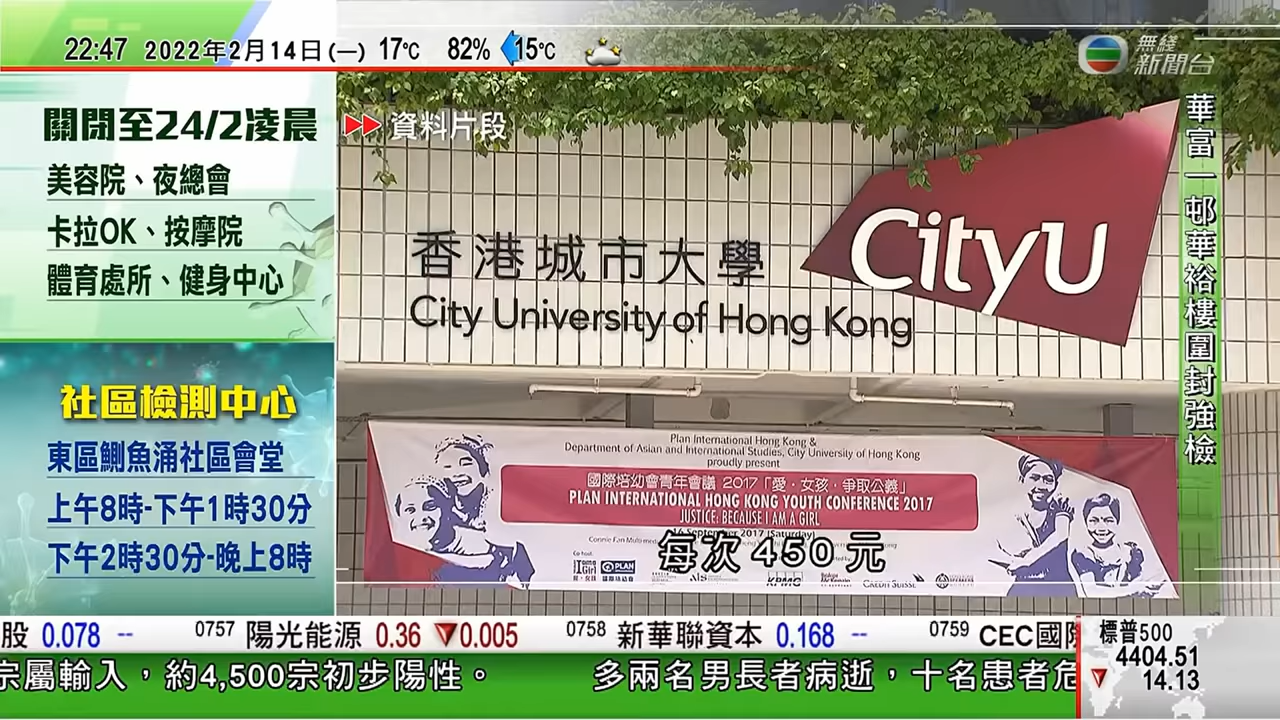 22:47 2022年2月14日(一) 17℃ 82% 15℃
無綫
新聞台
關閉至24/2凌晨
美容院、夜總會
卡拉OK、按摩院
體育處所、健身中心
社區檢測中心
東區鰂魚涌社區會堂
上午8時-下午1時30分
下午2時30分-晚上8時
資料片段
香港城市大學
City University of Hong Kong
CityU
華富一邨華裕樓圍封強檢
Plan International Hong Kong &
Department of Asian and International Studies, City University of Hong Kong
proudly present
國際培幼會青年會議 2017「愛·女孩·爭取公義」
PLAN INTERNATIONAL HONG KONG YOUTH CONFERENCE 2017
JUSTICE: BECAUSE I AM A GIRL
September 2017 (Saturday)
每次450元
Co-host:
PLAN
KPMG
CREDIT SUISSE
股 0.078 -- 0757 陽光能源 0.36 ▼0.005 0758 新華聯資本 0.168 -- 0759 CEC國際
標普500
4404.51
▼ 14.13
宗屬輸入，約4,500宗初步陽性。 多兩名男長者病逝，十名患者危